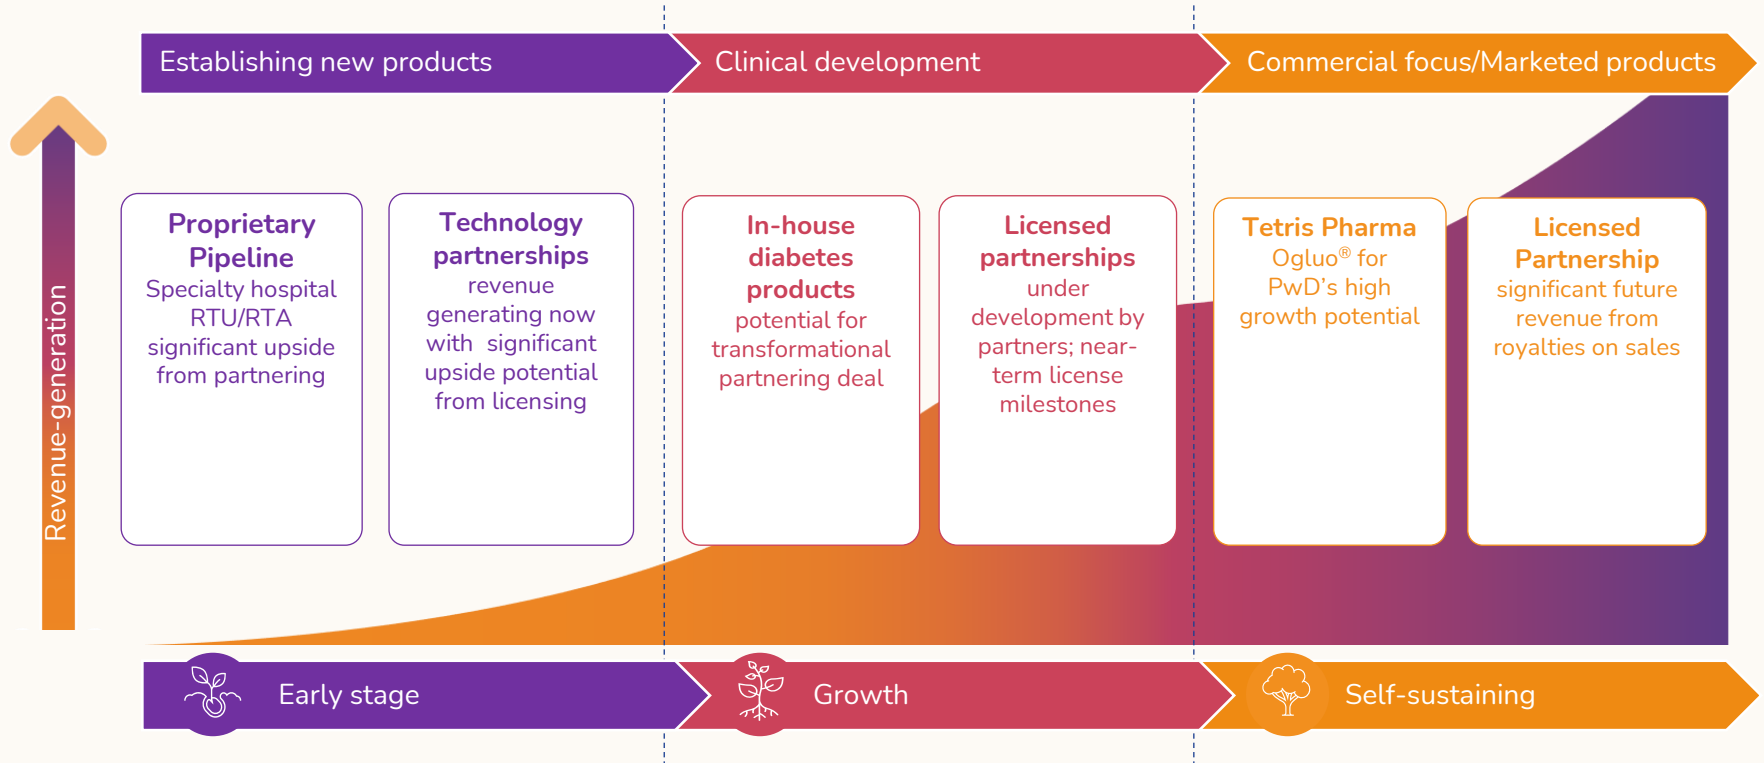 Establishing new products
Clinical development
Commercial focus/Marketed products
Revenue-generation
Proprietary
Pipeline
Specialty hospital
RTU/RTA
significant upside
from partnering
Technology
partnerships
revenue
generating now
with significant
upside potential
from licensing
In-house
diabetes
products
potential for
transformational
partnering deal
Licensed
partnerships
under
development by
partners; near-
term license
milestones
Tetris Pharma
Ogluo® for
PwD's high
growth potential
Licensed
Partnership
significant future
revenue from
royalties on sales
Early stage
Growth
Self-sustaining